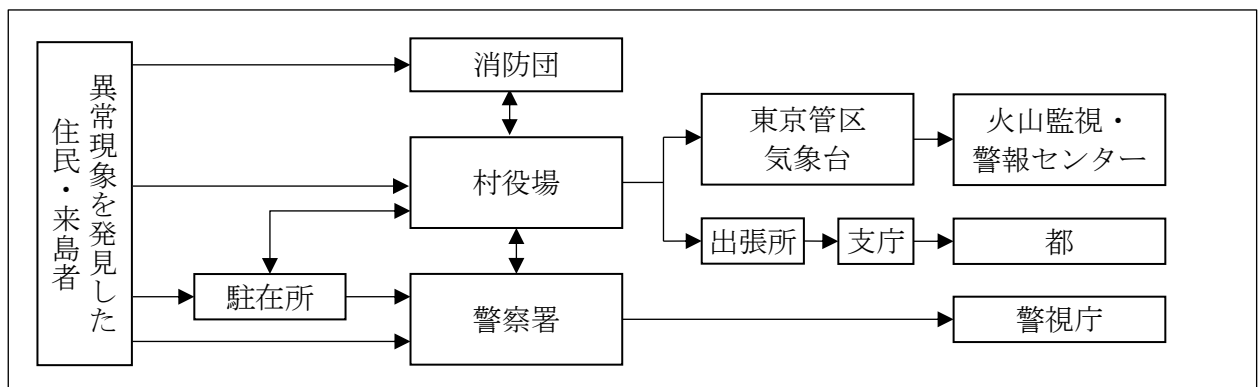 異常現象を発見した
住民・来島者
消防団
村役場
駐在所
警察署
東京管区
気象台
火山監視・
警報センター
出張所
支庁
都
警視庁